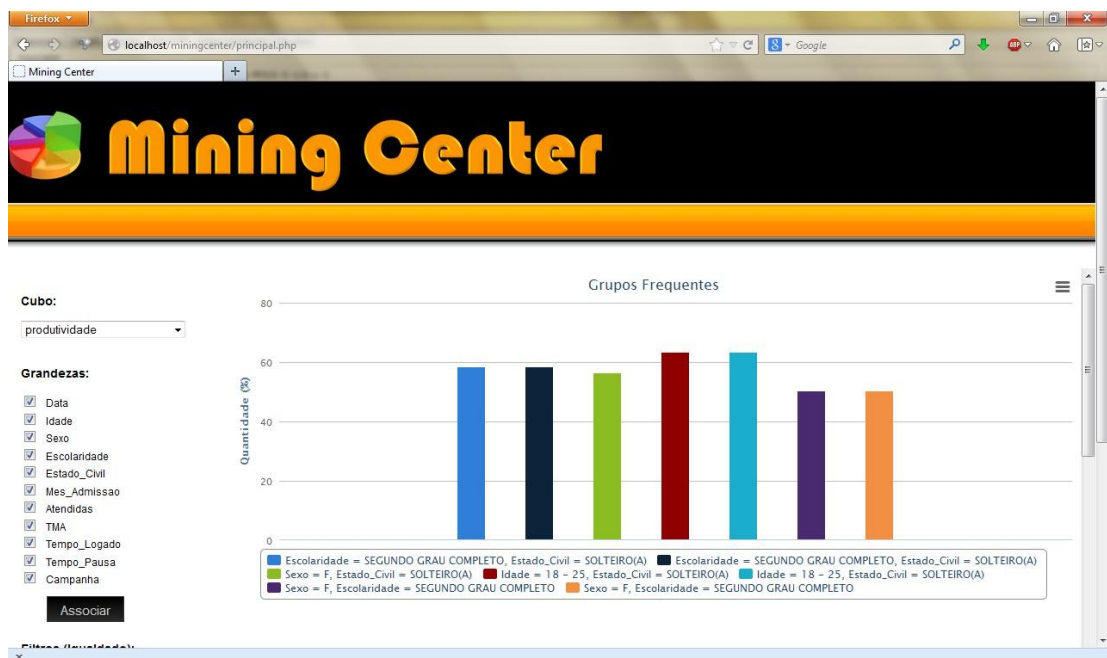 Firefox
localhost/miningcenter/principal.php
Google
ABP
Mining Center
+
Mining Center
Cubo:
produtividade
Grandezas:
Data
Idade
Sexo
Escolaridade
Estado_Civil
Mes_Admissao
Atendidas
TMA
Tempo_Logado
Tempo_Pausa
Campanha
Associar
Filtros (Igualdade):
Grupos Frequentes
Quantidade (%)
80
60
40
20
0
Escolaridade = SEGUNDO GRAU COMPLETO, Estado_Civil = SOLTEIRO(A) Escolaridade = SEGUNDO GRAU COMPLETO, Estado_Civil = SOLTEIRO(A)
Sexo = F, Estado_Civil = SOLTEIRO(A) Idade = 18 - 25, Estado_Civil = SOLTEIRO(A) Idade = 18 - 25, Estado_Civil = SOLTEIRO(A)
Sexo = F, Escolaridade = SEGUNDO GRAU COMPLETO Sexo = F, Escolaridade = SEGUNDO GRAU COMPLETO